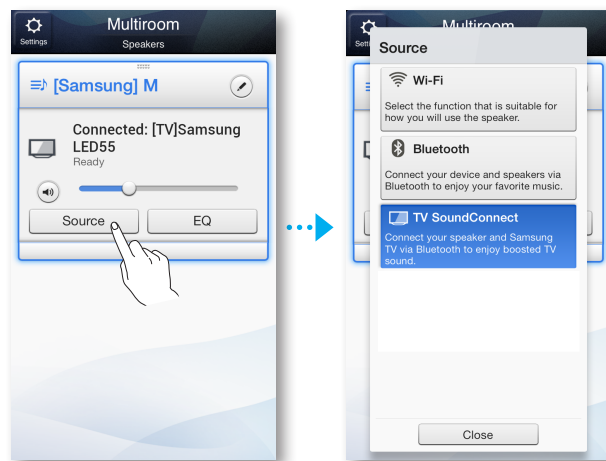 Multiroom
Settings
Speakers
[Samsung] M
Connected: [TV]Samsung
LED55
Ready
Source
EQ
Multiroom
Setti
Source
Wi-Fi
Select the function that is suitable for
how you will use the speaker.
Bluetooth
Connect your device and speakers via
Bluetooth to enjoy your favorite music.
TV SoundConnect
Connect your speaker and Samsung
TV via Bluetooth to enjoy boosted TV
sound.
Close